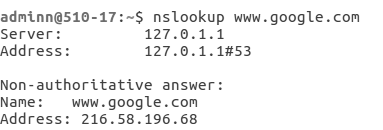 adminn@510-17:~$ nslookup www.google.com
Server:         127.0.1.1
Address:        127.0.1.1#53

Non-authoritative answer:
Name:   www.google.com
Address: 216.58.196.68